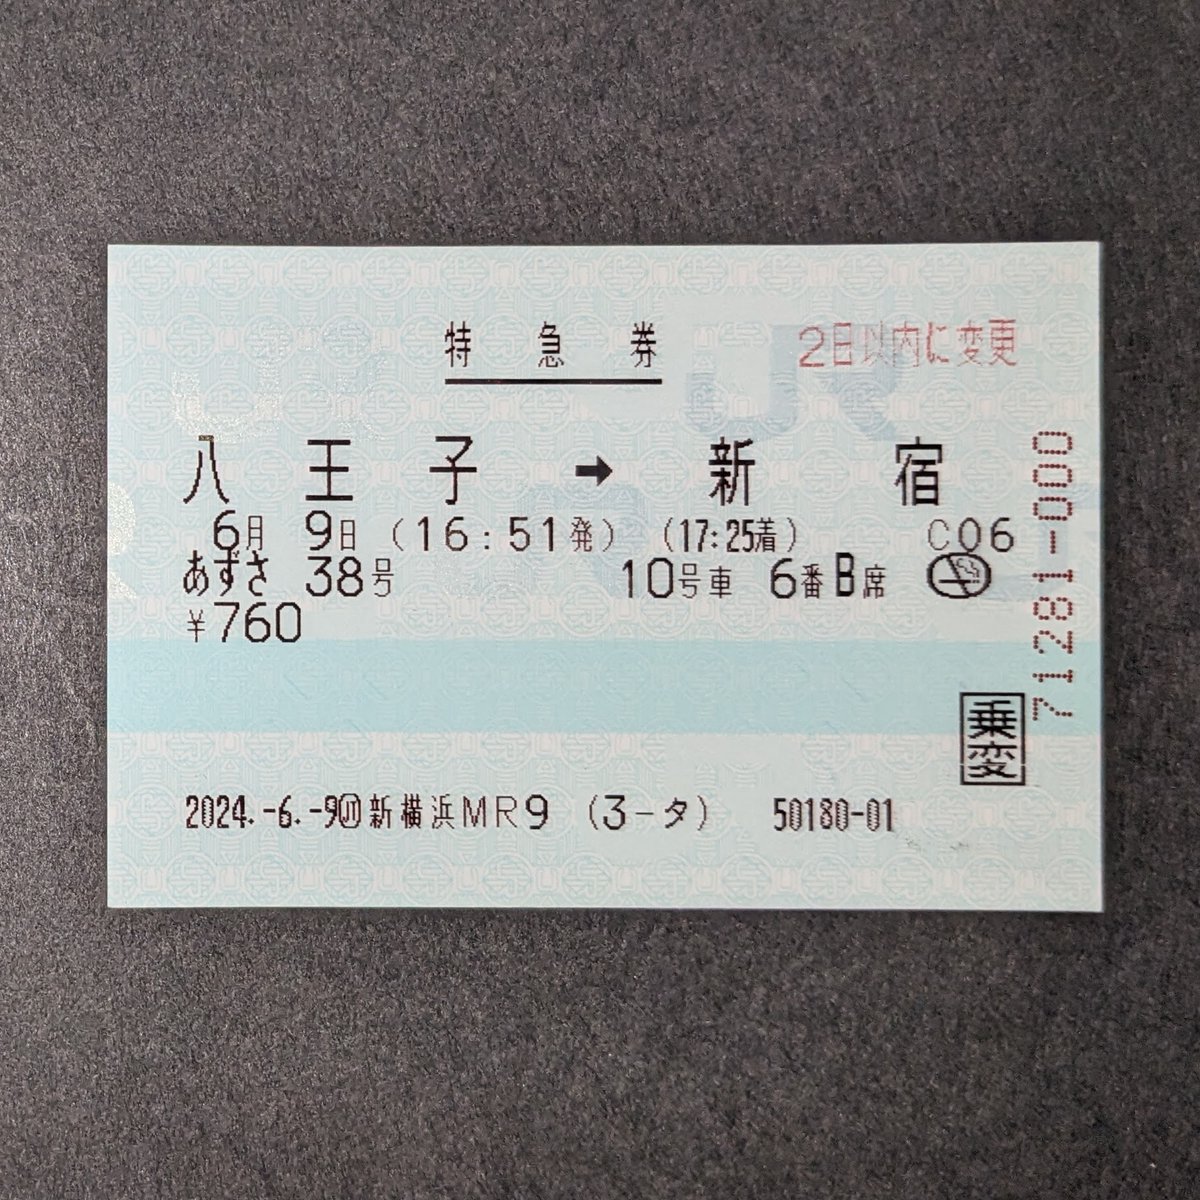 特急券
2日以内に変更
八王子 → 新宿
6月 9日 (16:51発) (17:25着) C06
あずさ 38号 10号車 6番B席
¥760
乗変
2024.-6.-9 新横浜MR9 (3-タ) 50180-01
71281-000